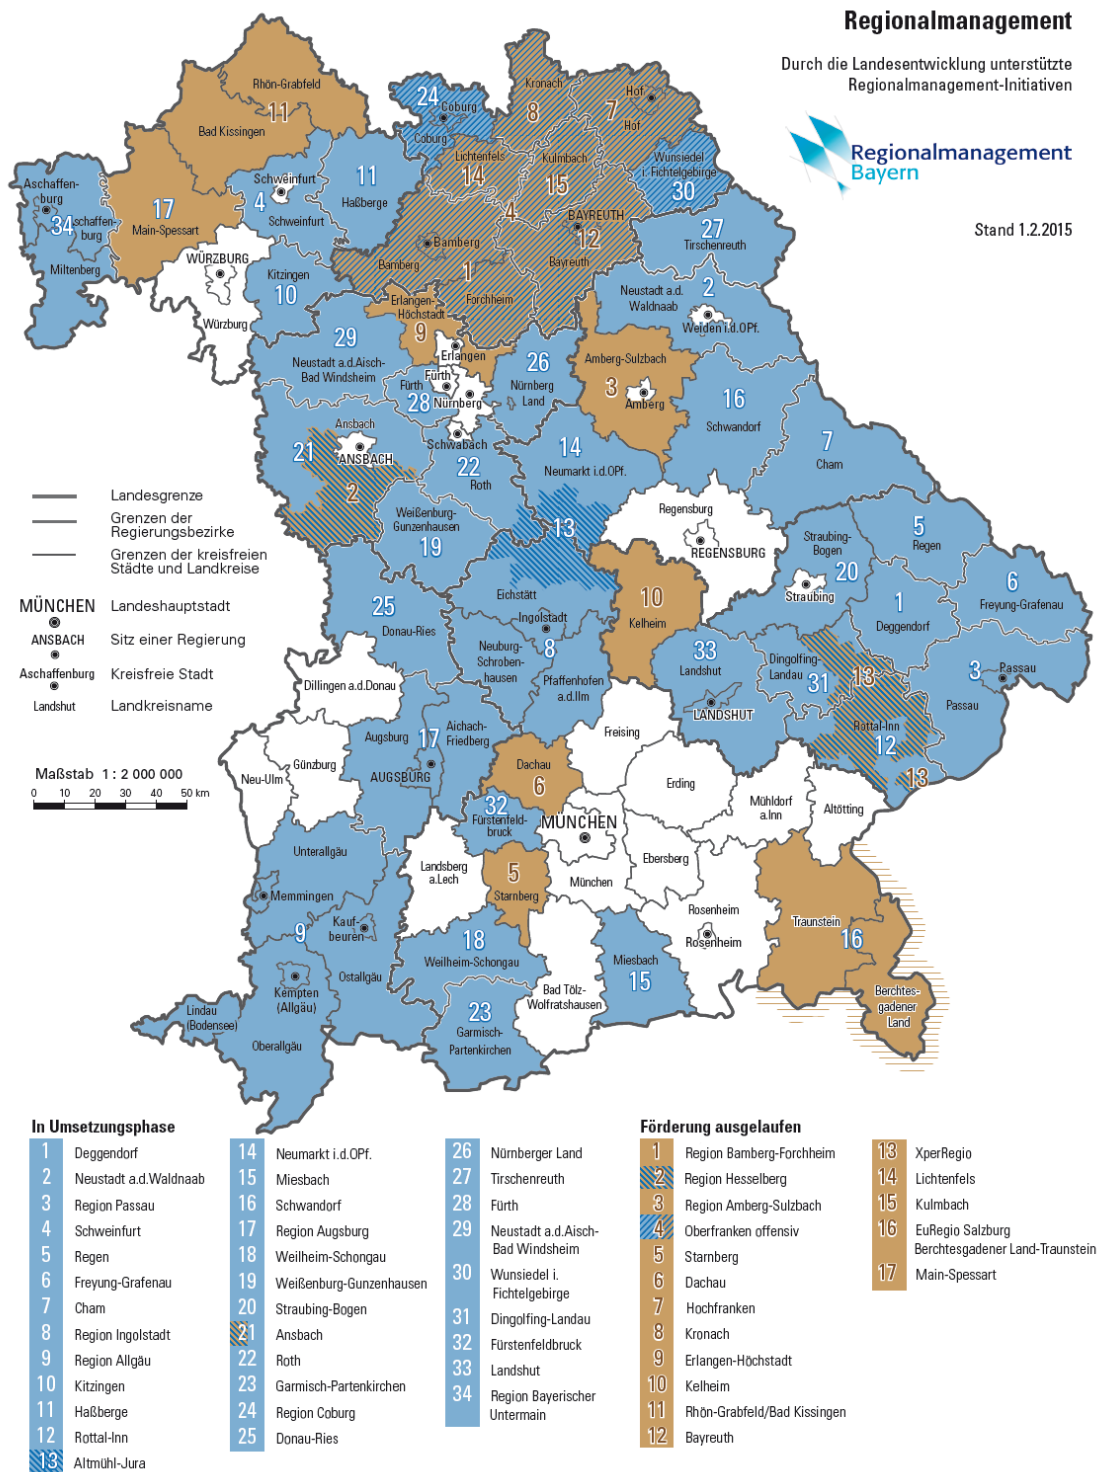 Regionalmanagement
Durch die Landesentwicklung unterstützte
Regionalmanagement-Initiativen
Regionalmanagement
Bayern
Stand 1.2.2015
Rhön-Grabfeld
11
Bad Kissingen
24
Coburg
Coburg
Kronach
8
7
Hof
Hof
Lichtenfels
14
Kulmbach
15
Wunsiedel
i. Fichtelgebirge
30
Aschaffen-
burg
34
schaffen-
burg
Miltenberg
17
Main-Spessart
Schweinfurt
4
Schweinfurt
11
Haßberge
4
BAYREUTH
12
Bayreuth
Bamberg
Bamberg
1
Forchheim
27
Tirschenreuth
WÜRZBURG
Würzburg
Kitzingen
10
Erlangen-
Höchstadt
9
Erlangen
Neustadt a.d.
Waldnaab
2
Weiden i.d.OPf.
29
Neustadt a.d.Aisch-
Bad Windsheim
Fürth
Fürth
28
Nürnberg
26
Nürnberg
Land
Amberg-Sulzbach
3
Amberg
16
Schwandorf
Ansbach
21
ANSBACH
2
Schwabach
22
Roth
14
Neumarkt i.d.OPf.
7
Cham
Weißenburg-
Gunzenhausen
19
13
Regensburg
REGENSBURG
Straubing-
Bogen
20
Straubing
5
Regen
6
Freyung-Grafenau
1
Deggendorf
Eichstätt
25
Donau-Ries
Ingolstadt
8
Neuburg-
Schroben-
hausen
Pfaffenhofen
a.d.Ilm
10
Kelheim
33
Landshut
LANDSHUT
Dingolfing-
Landau
31
13
Rottal-Inn
12
13
3
Passau
Passau
Dillingen a.d.Donau
Neu-Ulm
Günzburg
Augsburg
17
AUGSBURG
Aichach-
Friedberg
Dachau
6
Freising
Erding
Mühldorf
a.Inn
Altötting
32
Fürstenfeld-
bruck
MÜNCHEN
München
Ebersberg
Landsberg
a.Lech
5
Starnberg
Unterallgäu
Memmingen
9
Kauf-
beuren
Kempten
(Allgäu)
Ostallgäu
Lindau
(Bodensee)
Oberallgäu
18
Weilheim-Schongau
23
Garmisch-
Partenkirchen
Bad Tölz-
Wolfratshausen
Miesbach
15
Rosenheim
Rosenheim
Traunstein
16
Berchtes-
gadener
Land
Landesgrenze
Grenzen der
Regierungsbezirke
Grenzen der kreisfreien
Städte und Landkreise
MÜNCHEN Landeshauptstadt
ANSBACH Sitz einer Regierung
Aschaffenburg Kreisfreie Stadt
Landshut Landkreisname
Maßstab 1 : 2 000 000
0 10 20 30 40 50 km
In Umsetzungsphase
1 Deggendorf
2 Neustadt a.d.Waldnaab
3 Region Passau
4 Schweinfurt
5 Regen
6 Freyung-Grafenau
7 Cham
8 Region Ingolstadt
9 Region Allgäu
10 Kitzingen
11 Haßberge
12 Rottal-Inn
13 Altmühl-Jura
14 Neumarkt i.d.OPf.
15 Miesbach
16 Schwandorf
17 Region Augsburg
18 Weilheim-Schongau
19 Weißenburg-Gunzenhausen
20 Straubing-Bogen
21 Ansbach
22 Roth
23 Garmisch-Partenkirchen
24 Region Coburg
25 Donau-Ries
26 Nürnberger Land
27 Tirschenreuth
28 Fürth
29 Neustadt a.d.Aisch-
Bad Windsheim
30 Wunsiedel i.
Fichtelgebirge
31 Dingolfing-Landau
32 Fürstenfeldbruck
33 Landshut
34 Region Bayerischer
Untermain
Förderung ausgelaufen
1 Region Bamberg-Forchheim
2 Region Hesselberg
3 Region Amberg-Sulzbach
4 Oberfranken offensiv
5 Starnberg
6 Dachau
7 Hochfranken
8 Kronach
9 Erlangen-Höchstadt
10 Kelheim
11 Rhön-Grabfeld/Bad Kissingen
12 Bayreuth
13 XperRegio
14 Lichtenfels
15 Kulmbach
16 EuRegio Salzburg
Berchtesgadener Land-Traunstein
17 Main-Spessart